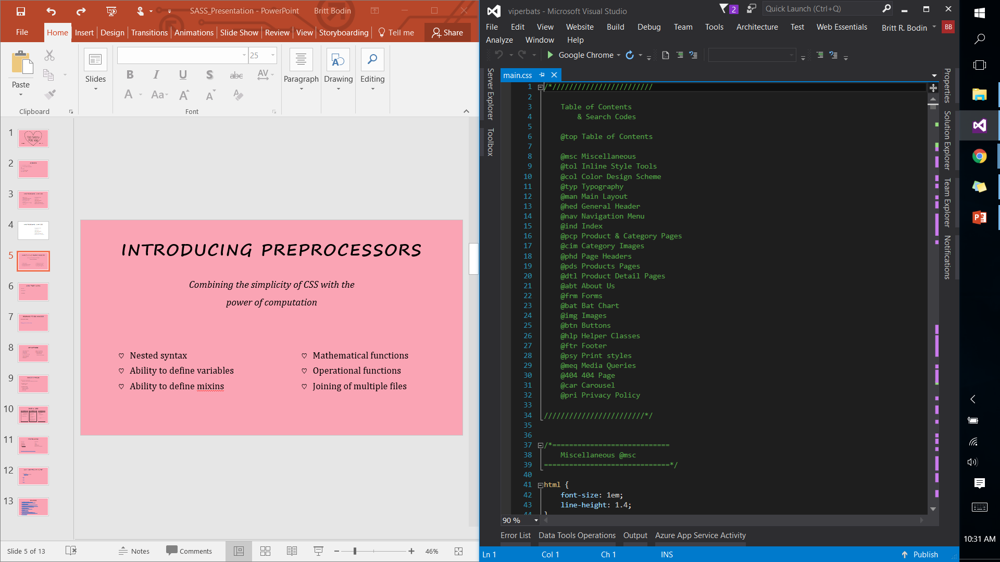 SASS_Presentation - PowerPoint
Britt Bodin
File
Home
Insert
Design
Transitions
Animations
Slide Show
Review
View
Storyboarding
Tell me
Share
Paste
Clipboard
25
B I U S abc AV
A Aa A A
Font
Slides
Paragraph
Drawing
Editing
1
TOO SASSY
FOR YOU
2
3
4
5
6
7
8
9
10
11
12
13
INTRODUCING PREPROCESSORS
Combining the simplicity of CSS with the
power of computation
Nested syntax
Ability to define variables
Ability to define mixins
Mathematical functions
Operational functions
Joining of multiple files
Slide 5 of 13
Notes
Comments
46%
viperbats - Microsoft Visual Studio
2
Quick Launch (Ctrl+Q)
File Edit View Website Build Debug Team Tools Architecture Test Web Essentials
Britt R. Bodin
BB
Analyze Window Help
Google Chrome
Server Explorer
Toolbox
main.css
1 /*////////////////////////
2
3 Table of Contents
4 & Search Codes
5
6 @top Table of Contents
7
8 @msc Miscellaneous
9 @tol Inline Style Tools
10 @col Color Design Scheme
11 @typ Typography
12 @man Main Layout
13 @hed General Header
14 @nav Navigation Menu
15 @ind Index
16 @pcp Product & Category Pages
17 @cim Category Images
18 @phd Page Headers
19 @pds Products Pages
20 @dtl Product Detail Pages
21 @abt About Us
22 @frm Forms
23 @bat Bat Chart
24 @img Images
25 @btn Buttons
26 @hlp Helper Classes
27 @ftr Footer
28 @psy Print styles
29 @meq Media Queries
30 @404 404 Page
31 @car Carousel
32 @pri Privacy Policy
33
34 ////////////////////////*/
35
36
37 /*============================
38 Miscellaneous @msc
39 ==============================*/
40
41 html {
42 font-size: 1em;
43 line-height: 1.4;
44 }
90 %
Error List
Data Tools Operations
Output
Azure App Service Activity
Ln 1
Col 1
Ch 1
INS
Publish
Properties
Solution Explorer
Team Explorer
Notifications
10:31 AM